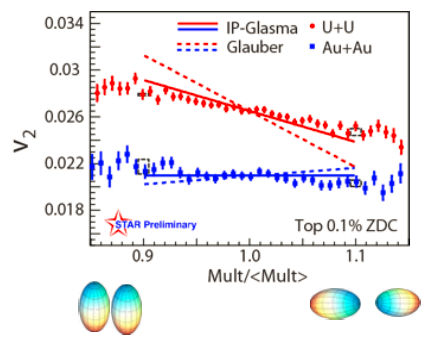 IP-Glasma
Glauber
U+U
Au+Au
0.034
0.03
0.026
0.022
0.018
V2
STAR Preliminary
Top 0.1% ZDC
0.9
1.0
1.1
Mult/<Mult>